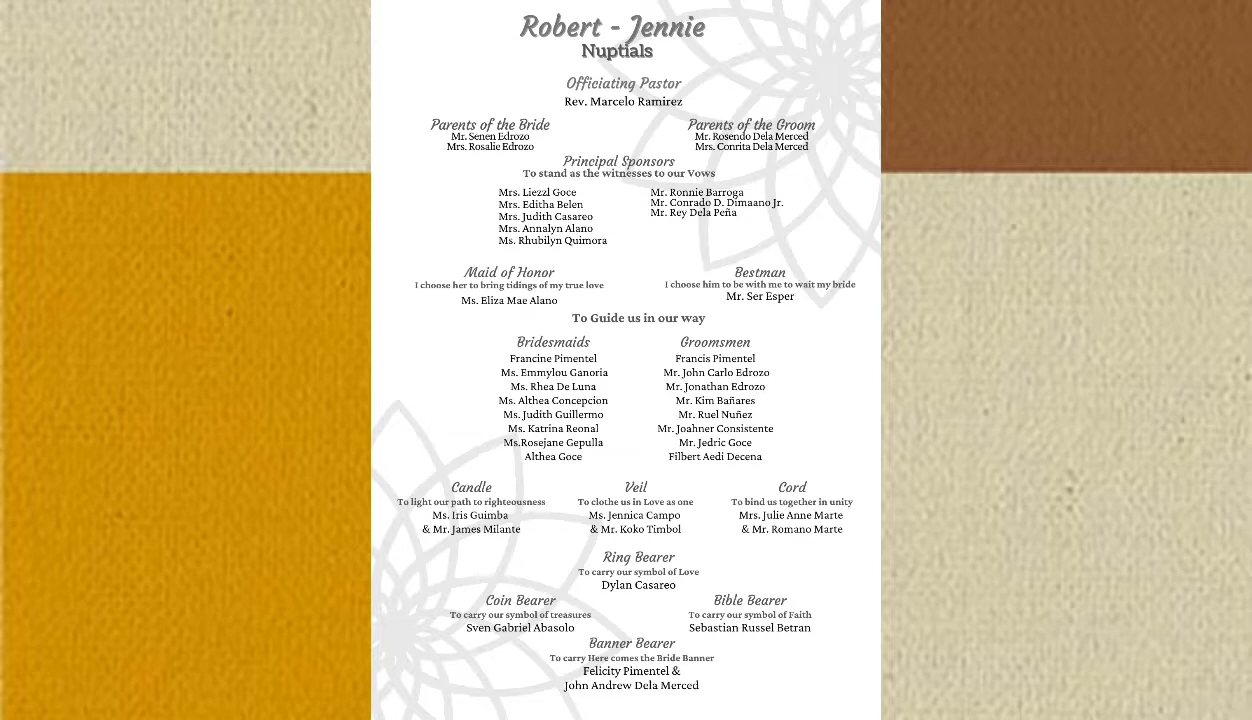 Robert - Jennie
Nuptials
Officiating Pastor
Rev. Marcelo Ramirez
Parents of the Bride
Mr. Senen Edrozo
Mrs. Rosalie Edrozo
Parents of the Groom
Mr. Rosendo Dela Merced
Mrs. Conrita Dela Merced
Principal Sponsors
To stand as the witnesses to our Vows
Mrs. Liezzl Goce
Mrs. Editha Belen
Mrs. Judith Casareo
Mrs. Annalyn Alano
Ms. Rhubilyn Quimora
Mr. Ronnie Barroga
Mr. Conrado D. Dimaano Jr.
Mr. Rey Dela Peña
Maid of Honor
I choose her to bring tidings of my true love
Ms. Eliza Mae Alano
Bestman
I choose him to be with me to wait my bride
Mr. Ser Esper
To Guide us in our way
Bridesmaids
Francine Pimentel
Ms. Emmylou Ganoria
Ms. Rhea De Luna
Ms. Althea Concepcion
Ms. Judith Guillermo
Ms. Katrina Reonal
Ms.Rosejane Gepulla
Althea Goce
Groomsmen
Francis Pimentel
Mr. John Carlo Edrozo
Mr. Jonathan Edrozo
Mr. Kim Bañares
Mr. Ruel Nuñez
Mr. Joahner Consistente
Mr. Jedric Goce
Filbert Aedi Decena
Candle
To light our path to righteousness
Ms. Iris Guimba
& Mr. James Milante
Veil
To clothe us in Love as one
Ms. Jennica Campo
& Mr. Koko Timbol
Cord
To bind us together in unity
Mrs. Julie Anne Marte
& Mr. Romano Marte
Ring Bearer
To carry our symbol of Love
Dylan Casareo
Coin Bearer
To carry our symbol of treasures
Sven Gabriel Abasolo
Bible Bearer
To carry our symbol of Faith
Sebastian Russel Betran
Banner Bearer
To carry Here comes the Bride Banner
Felicity Pimentel &
John Andrew Dela Merced